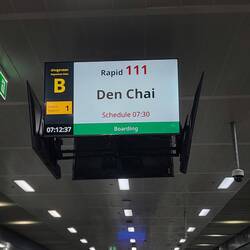 Rapid 111
B
Den Chai
1
Schedule 07:30
07:12:37
Boarding